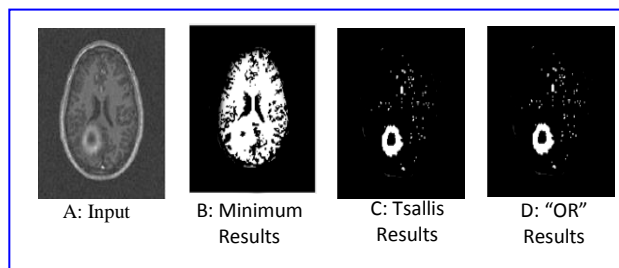 A: Input
B: Minimum
Results
C: Tsallis
Results
D: “OR”
Results